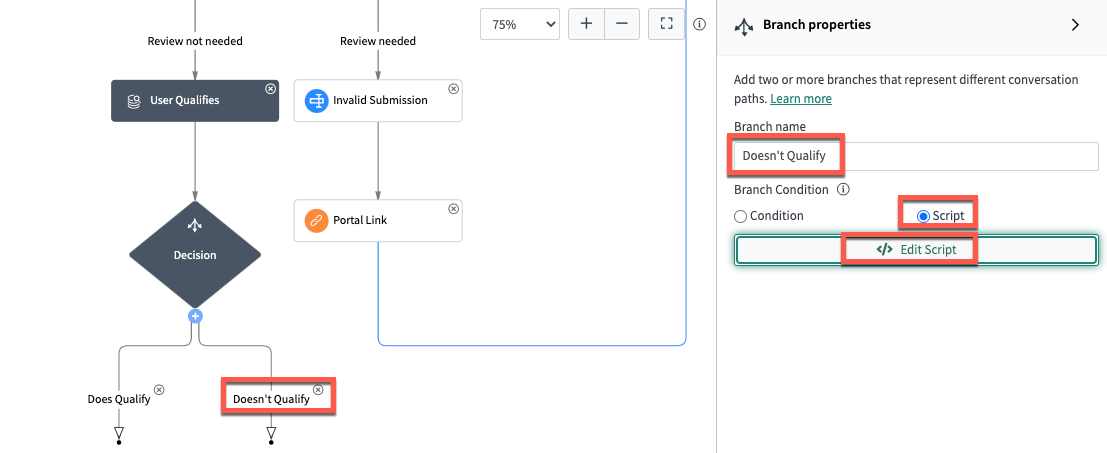 75%
Review not needed
Review needed
User Qualifies
Invalid Submission
Portal Link
Decision
Does Qualify
Doesn't Qualify
Branch properties
Add two or more branches that represent different conversation
paths. Learn more
Branch name
Doesn't Qualify
Branch Condition
Condition
Script
</> Edit Script